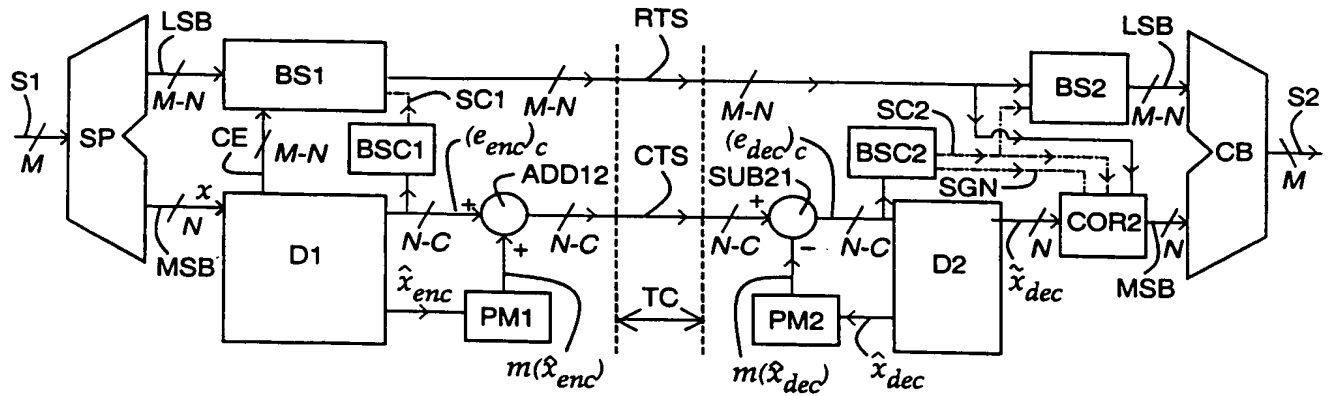 LSB
RTS
LSB
S1
BS1
BS2
S2
M-N
SC1
M-N
M-N
SC2
M-N
SP
CE
M-N
BSC1
(e_enc)_c
(e_dec)_c
BSC2
CB
M
ADD12
CTS
SUB21
SGN
M
x
+
+
COR2
N
N-C
N-C
N-C
N-C
N
N
MSB
D1
+
−
D2
x̂_enc
x̃_dec
MSB
PM1
TC
PM2
m(x̂_enc)
m(x̂_dec)
x̂_dec